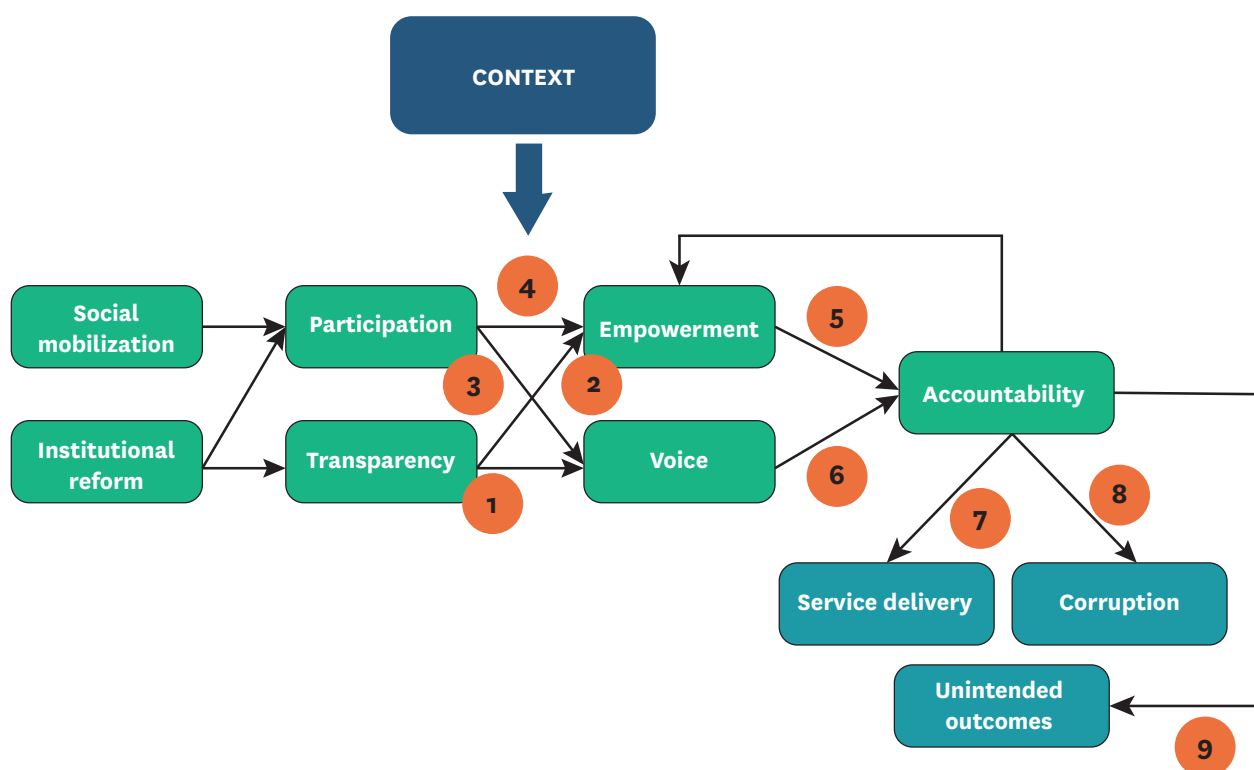 CONTEXT
4
5
Social
mobilization
Participation
Empowerment
3
2
Accountability
Institutional
reform
Transparency
Voice
1
6
7
8
Service delivery
Corruption
Unintended
outcomes
9